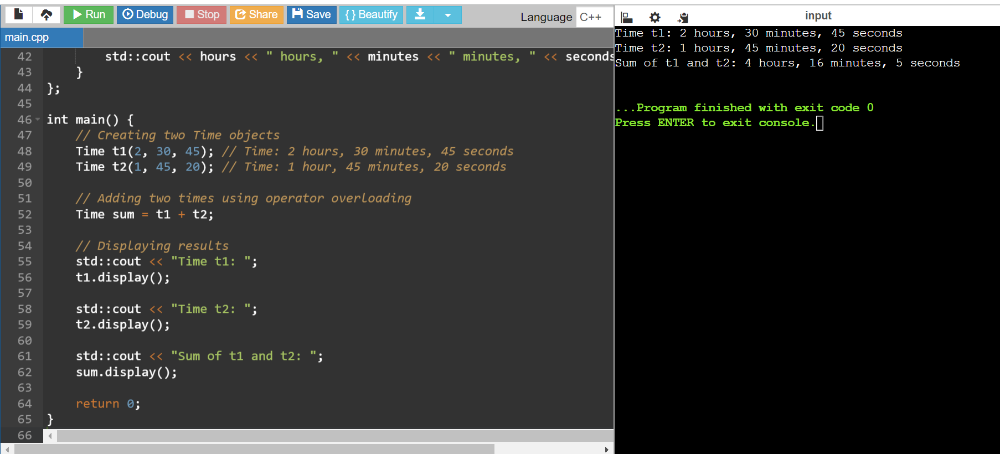 Run Debug Stop Share Save { } Beautify Language C++
main.cpp
42 std::cout << hours << " hours, " << minutes << " minutes, " << seconds
43 }
44 };
45
46 int main() {
47 // Creating two Time objects
48 Time t1(2, 30, 45); // Time: 2 hours, 30 minutes, 45 seconds
49 Time t2(1, 45, 20); // Time: 1 hour, 45 minutes, 20 seconds
50
51 // Adding two times using operator overloading
52 Time sum = t1 + t2;
53
54 // Displaying results
55 std::cout << "Time t1: ";
56 t1.display();
57
58 std::cout << "Time t2: ";
59 t2.display();
60
61 std::cout << "Sum of t1 and t2: ";
62 sum.display();
63
64 return 0;
65 }
66
input
Time t1: 2 hours, 30 minutes, 45 seconds
Time t2: 1 hours, 45 minutes, 20 seconds
Sum of t1 and t2: 4 hours, 16 minutes, 5 seconds
...Program finished with exit code 0
Press ENTER to exit console.